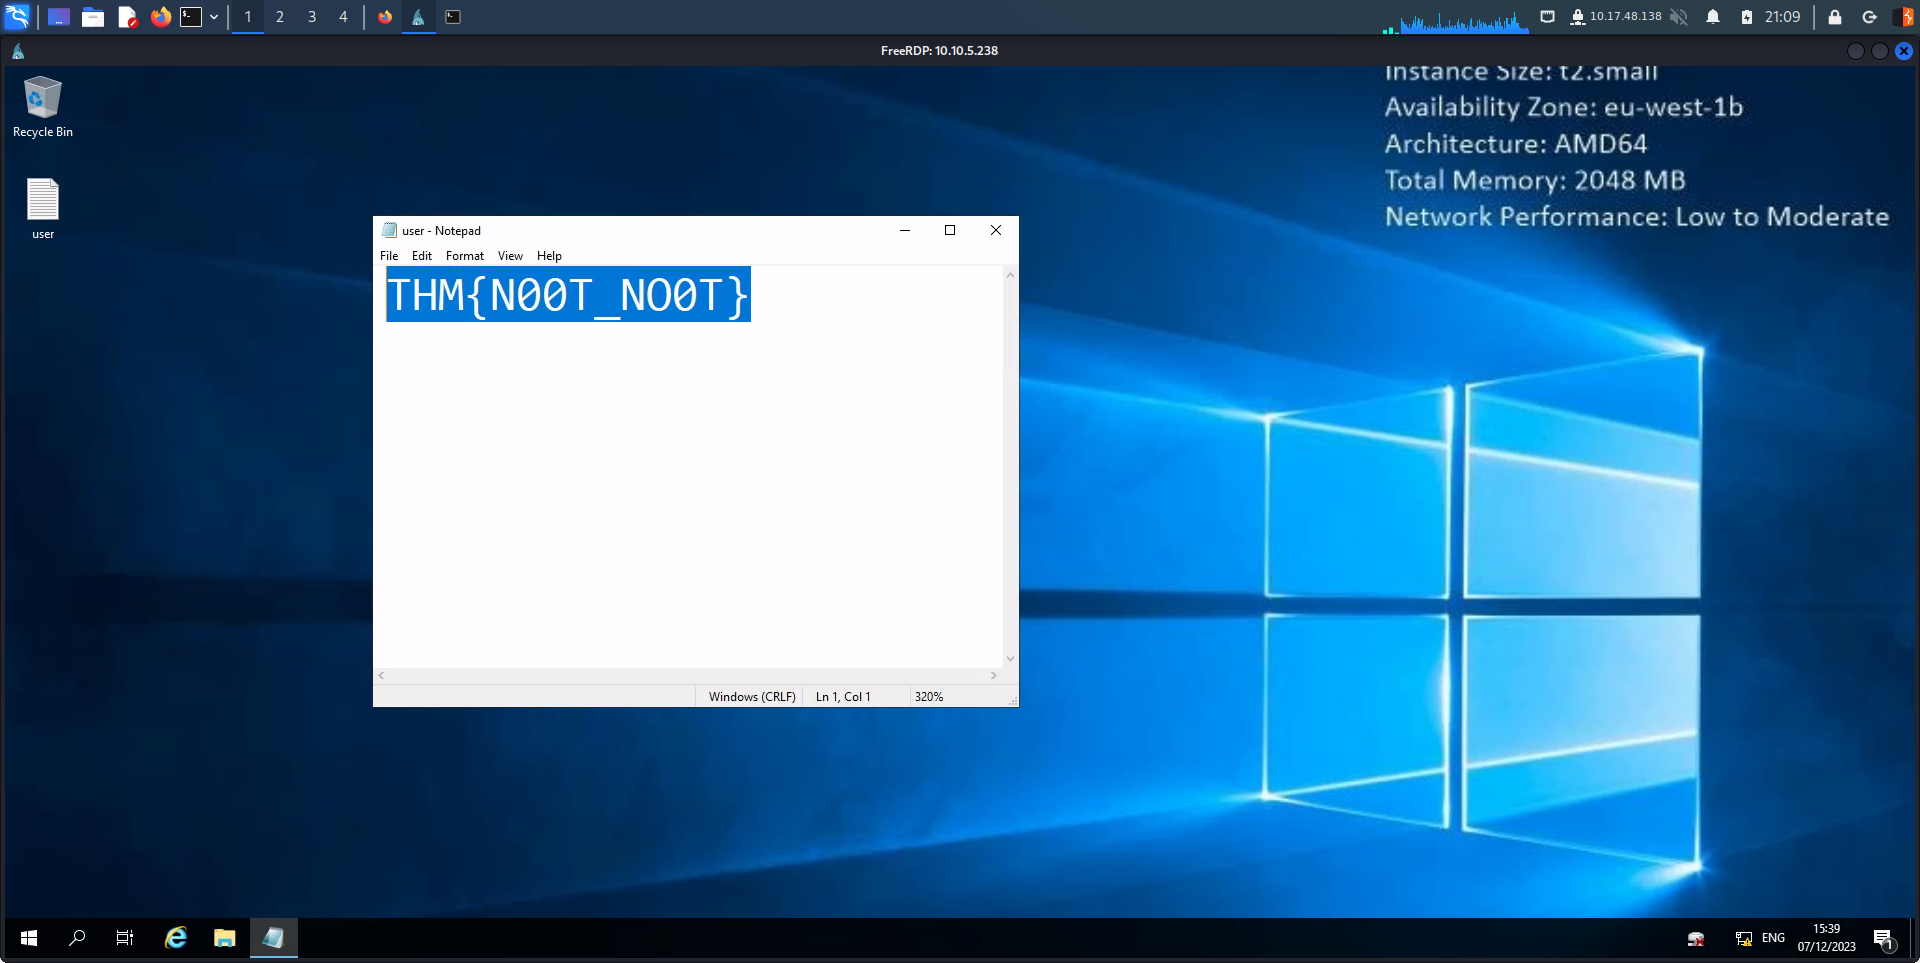 1 2 3 4
10.17.48.138
21:09
FreeRDP: 10.10.5.238
Recycle Bin
user
Instance Size: t2.small
Availability Zone: eu-west-1b
Architecture: AMD64
Total Memory: 2048 MB
Network Performance: Low to Moderate
user - Notepad
File Edit Format View Help
THM{N00T_NO0T}
Windows (CRLF) Ln 1, Col 1 320%
ENG
15:39
07/12/2023
1